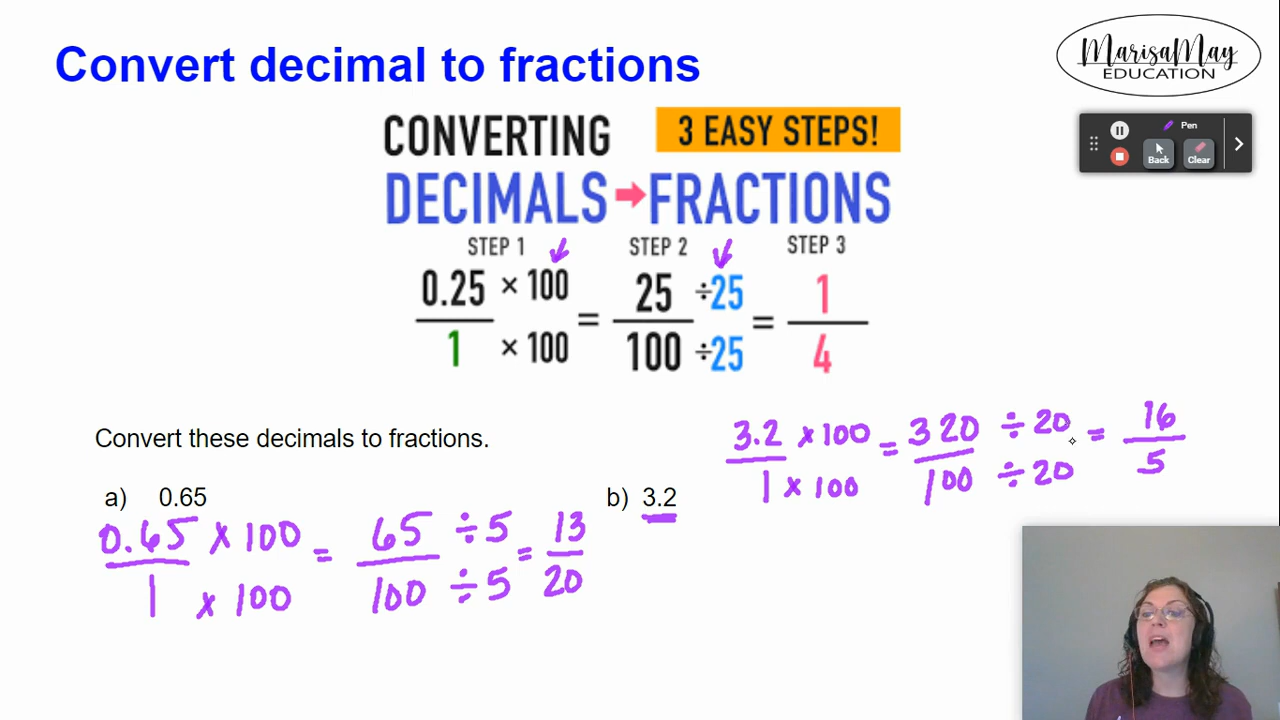 Convert decimal to fractions
MarisaMay
EDUCATION
Pen
Back
Clear
CONVERTING
3 EASY STEPS!
DECIMALS FRACTIONS
STEP 1 STEP 2 STEP 3
0.25 × 100 = 25 ÷25 = 1
1 × 100 100 ÷25 4
Convert these decimals to fractions.
3.2 × 100 = 320 ÷ 20 = 16
1 × 100 100 ÷ 20 5
a) 0.65
b) 3.2
0.65 × 100 = 65 ÷ 5 = 13
1 × 100 100 ÷ 5 20